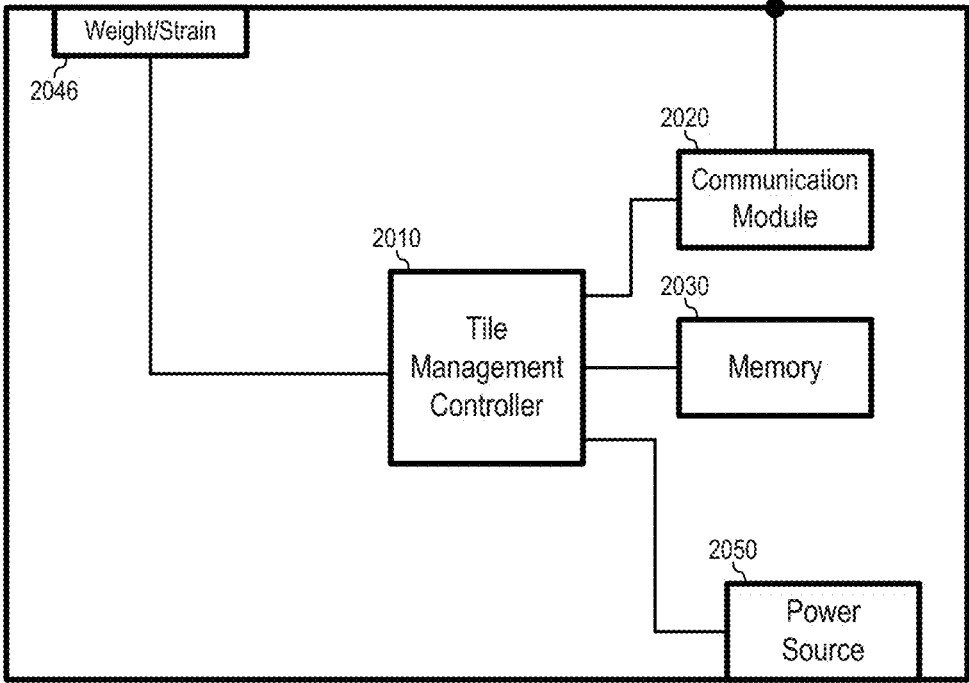 Weight/Strain
2046
2020
Communication
Module
2010
Tile
Management
Controller
2030
Memory
2050
Power
Source